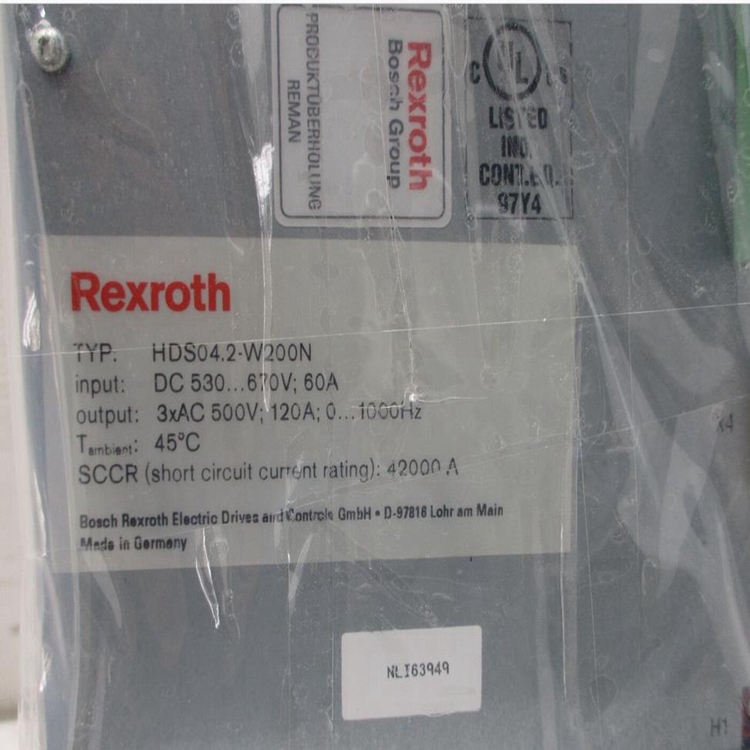 PRODUKTÜBERHOLUNG
REMAN
Rexroth
Bosch Group
C UL US
LISTED
IND.
CONT.EQ.
97Y4
Rexroth
TYP: HDS04.2-W200N
input: DC 530...670V; 60A
output: 3xAC 500V; 120A; 0...1000Hz
Tambient: 45°C
SCCR (short circuit current rating): 42000 A
Bosch Rexroth Electric Drives and Controls GmbH • D-97816 Lohr am Main
Made in Germany
X4
NLI63949
H1